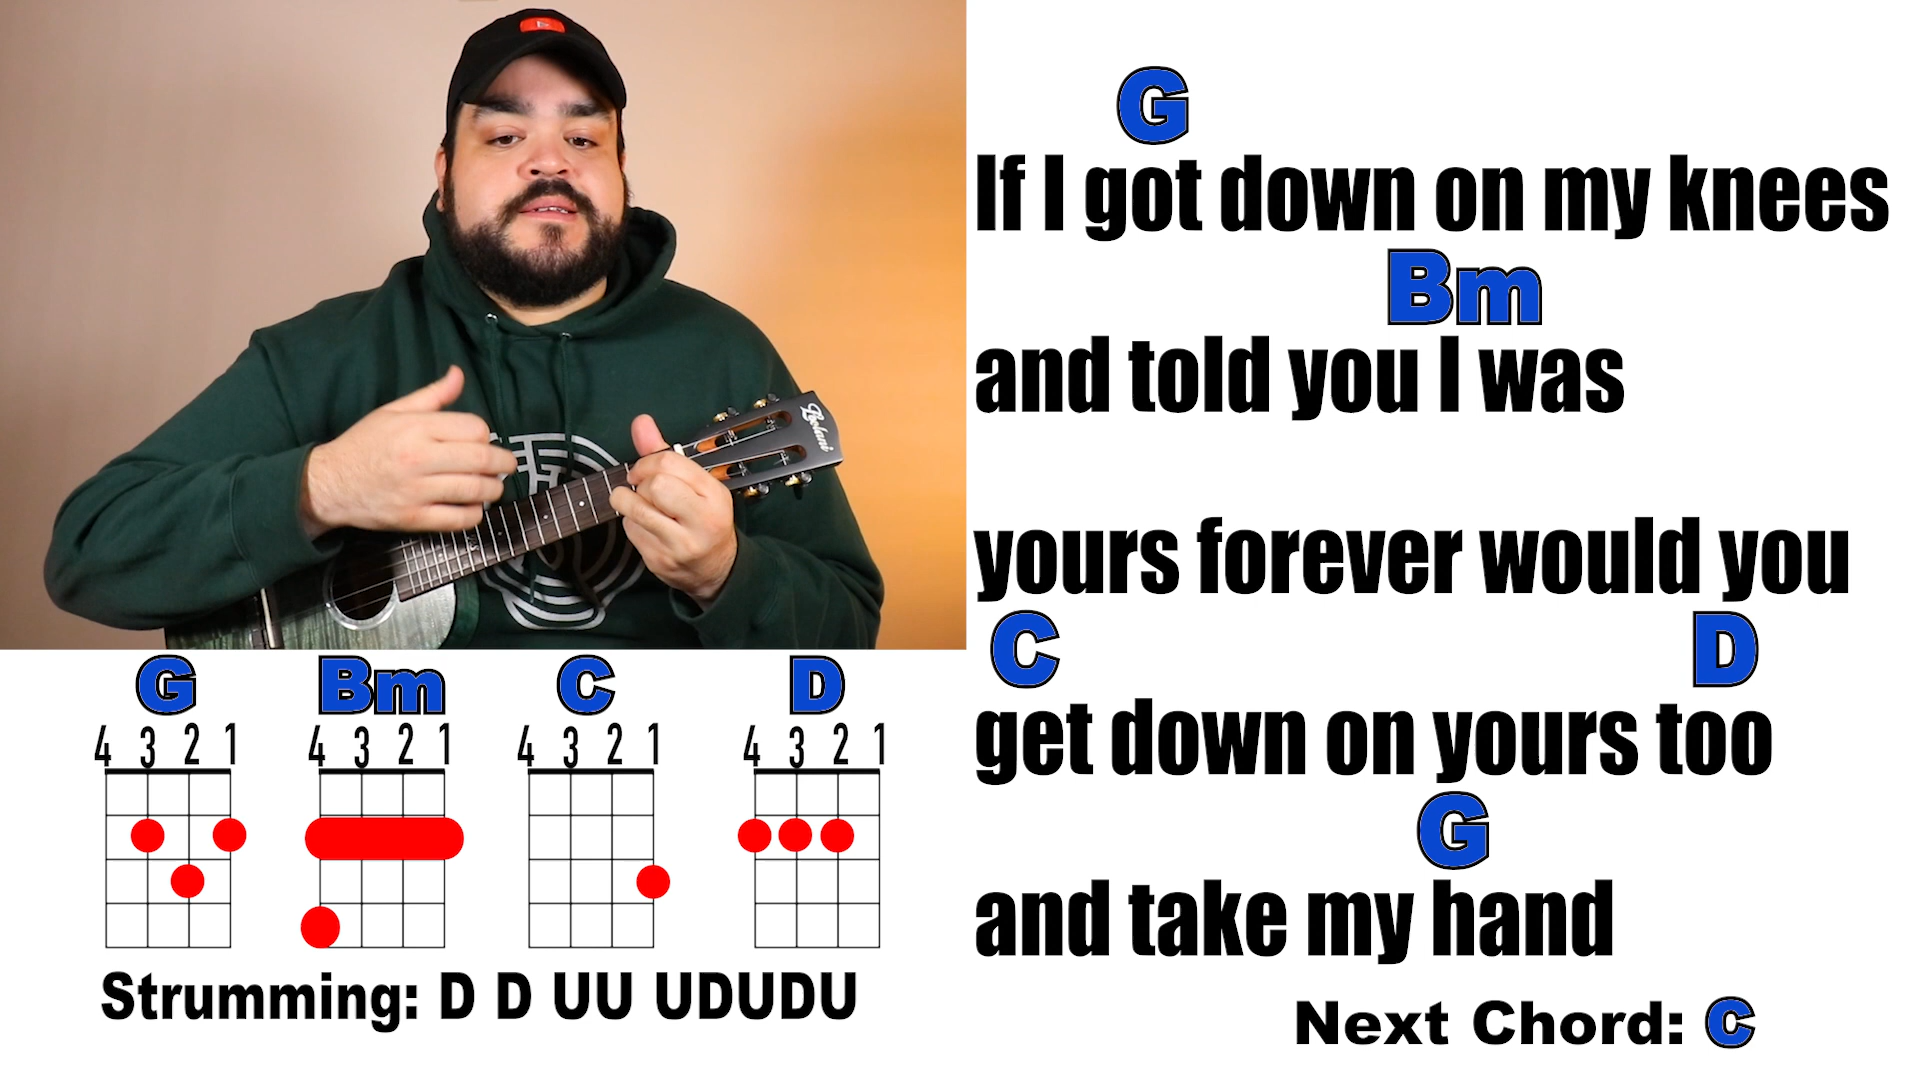 G
If I got down on my knees
Bm
and told you I was
yours forever would you
C D
get down on yours too
G
and take my hand
Next Chord: C
Loolani
G Bm C D
4 3 2 1 4 3 2 1 4 3 2 1 4 3 2 1
Strumming: D D UU UDUDU